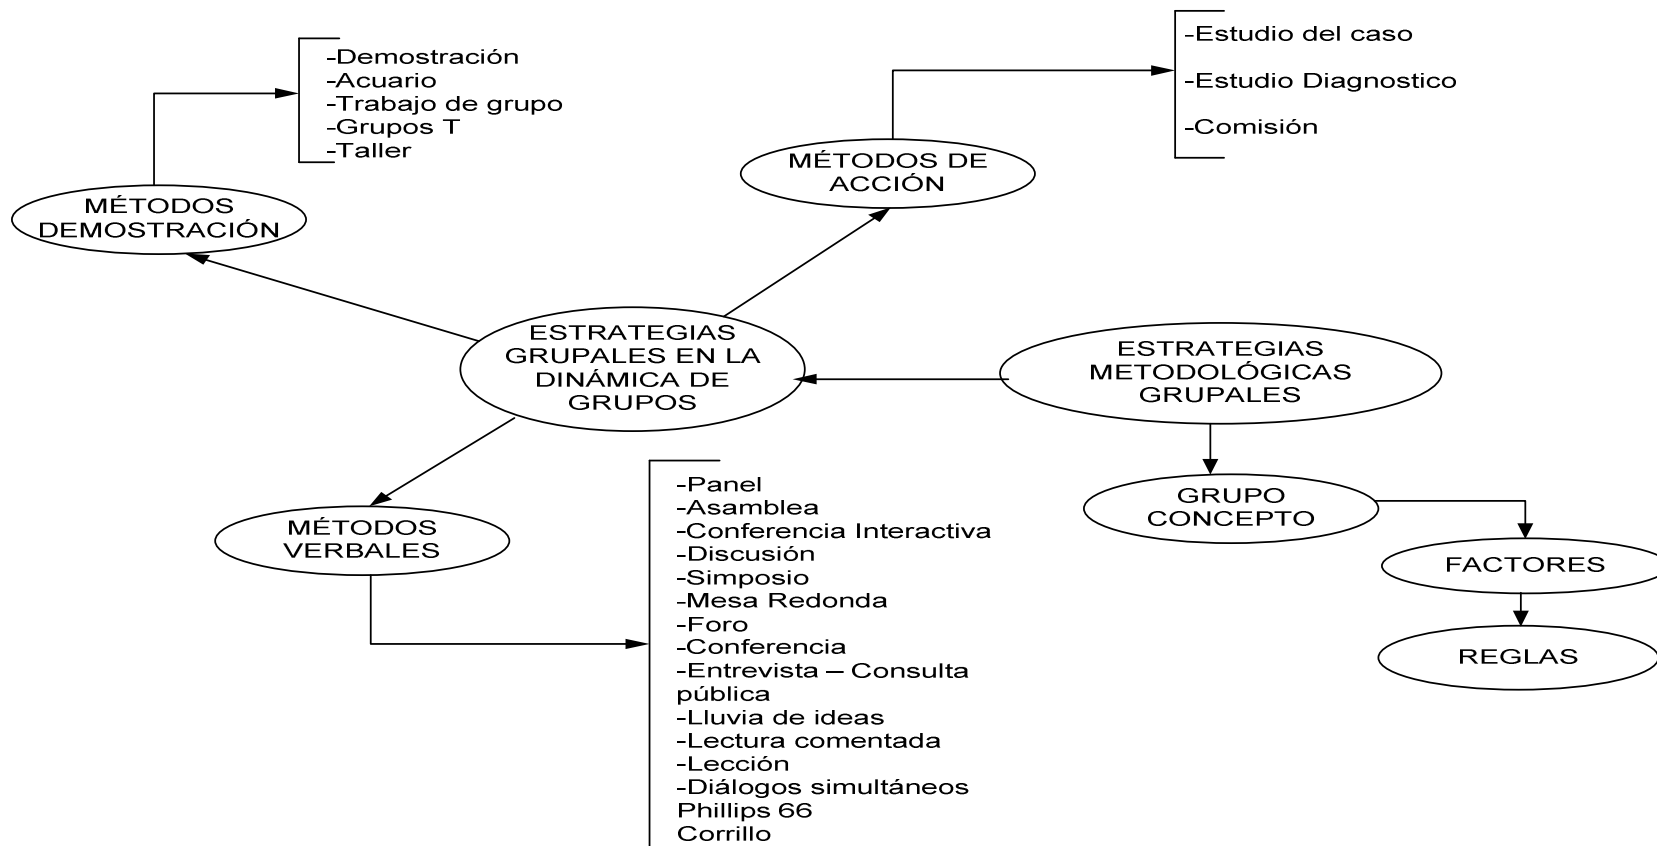 -Demostración
-Acuario
-Trabajo de grupo
-Grupos T
-Taller
-Estudio del caso
-Estudio Diagnostico
-Comisión
MÉTODOS
DEMOSTRACIÓN
MÉTODOS DE
ACCIÓN
ESTRATEGIAS
GRUPALES EN LA
DINÁMICA DE
GRUPOS
ESTRATEGIAS
METODOLÓGICAS
GRUPALES
MÉTODOS
VERBALES
GRUPO
CONCEPTO
FACTORES
REGLAS
-Panel
-Asamblea
-Conferencia Interactiva
-Discusión
-Simposio
-Mesa Redonda
-Foro
-Conferencia
-Entrevista – Consulta
pública
-Lluvia de ideas
-Lectura comentada
-Lección
-Diálogos simultáneos
Phillips 66
Corrillo